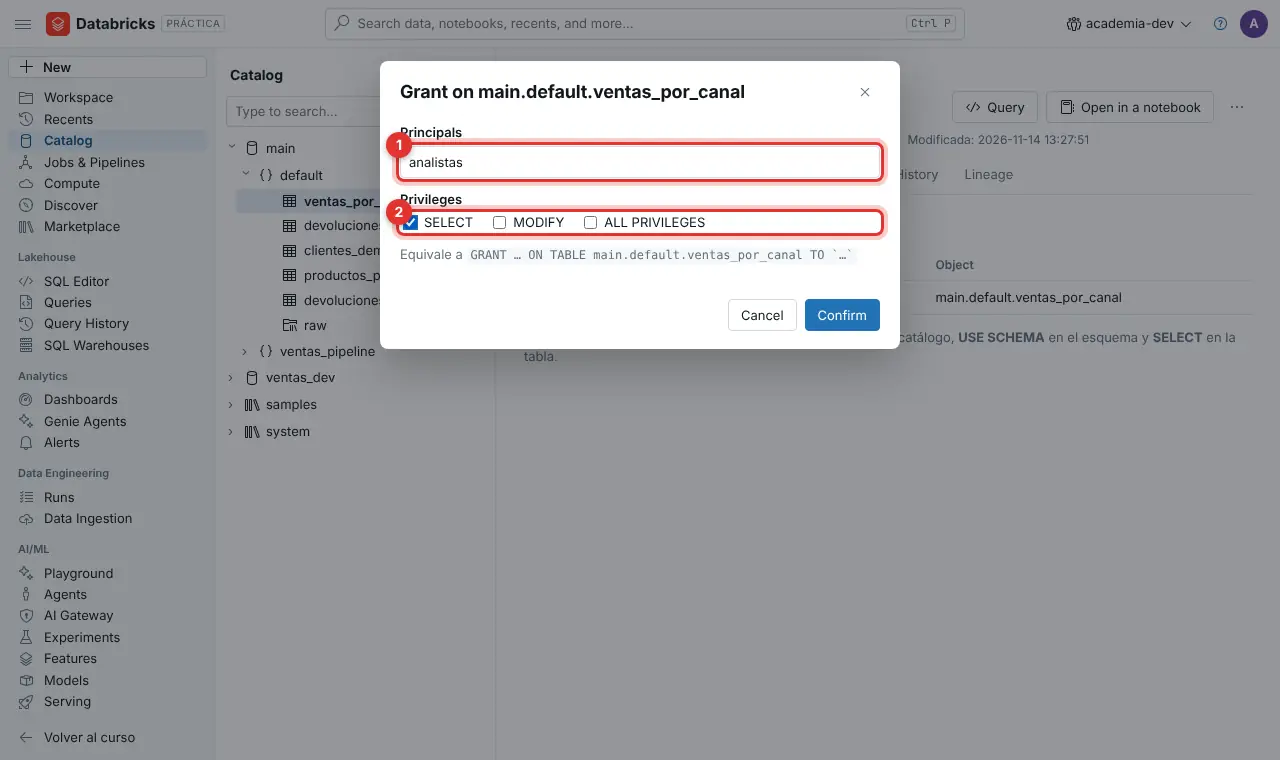 Databricks PRÁCTICA
Search data, notebooks, recents, and more... Ctrl P
academia-dev
?
A
New
Workspace
Recents
Catalog
Jobs & Pipelines
Compute
Discover
Marketplace
Lakehouse
SQL Editor
Queries
Query History
SQL Warehouses
Analytics
Dashboards
Genie Agents
Alerts
Data Engineering
Runs
Data Ingestion
AI/ML
Playground
Agents
AI Gateway
Experiments
Features
Models
Serving
Volver al curso
Catalog
Type to search...
main
default
ventas_por_
devoluciones
clientes_dem
productos_p
devoluciones
raw
ventas_pipeline
ventas_dev
samples
system
Grant on main.default.ventas_por_canal
Principals
1
analistas
Privileges
2
SELECT MODIFY ALL PRIVILEGES
Equivale a GRANT … ON TABLE main.default.ventas_por_canal TO `…`
Cancel Confirm
Query Open in a notebook
Modificada: 2026-11-14 13:27:51
History Lineage
Object
main.default.ventas_por_canal
catálogo, USE SCHEMA en el esquema y SELECT en la
tabla.